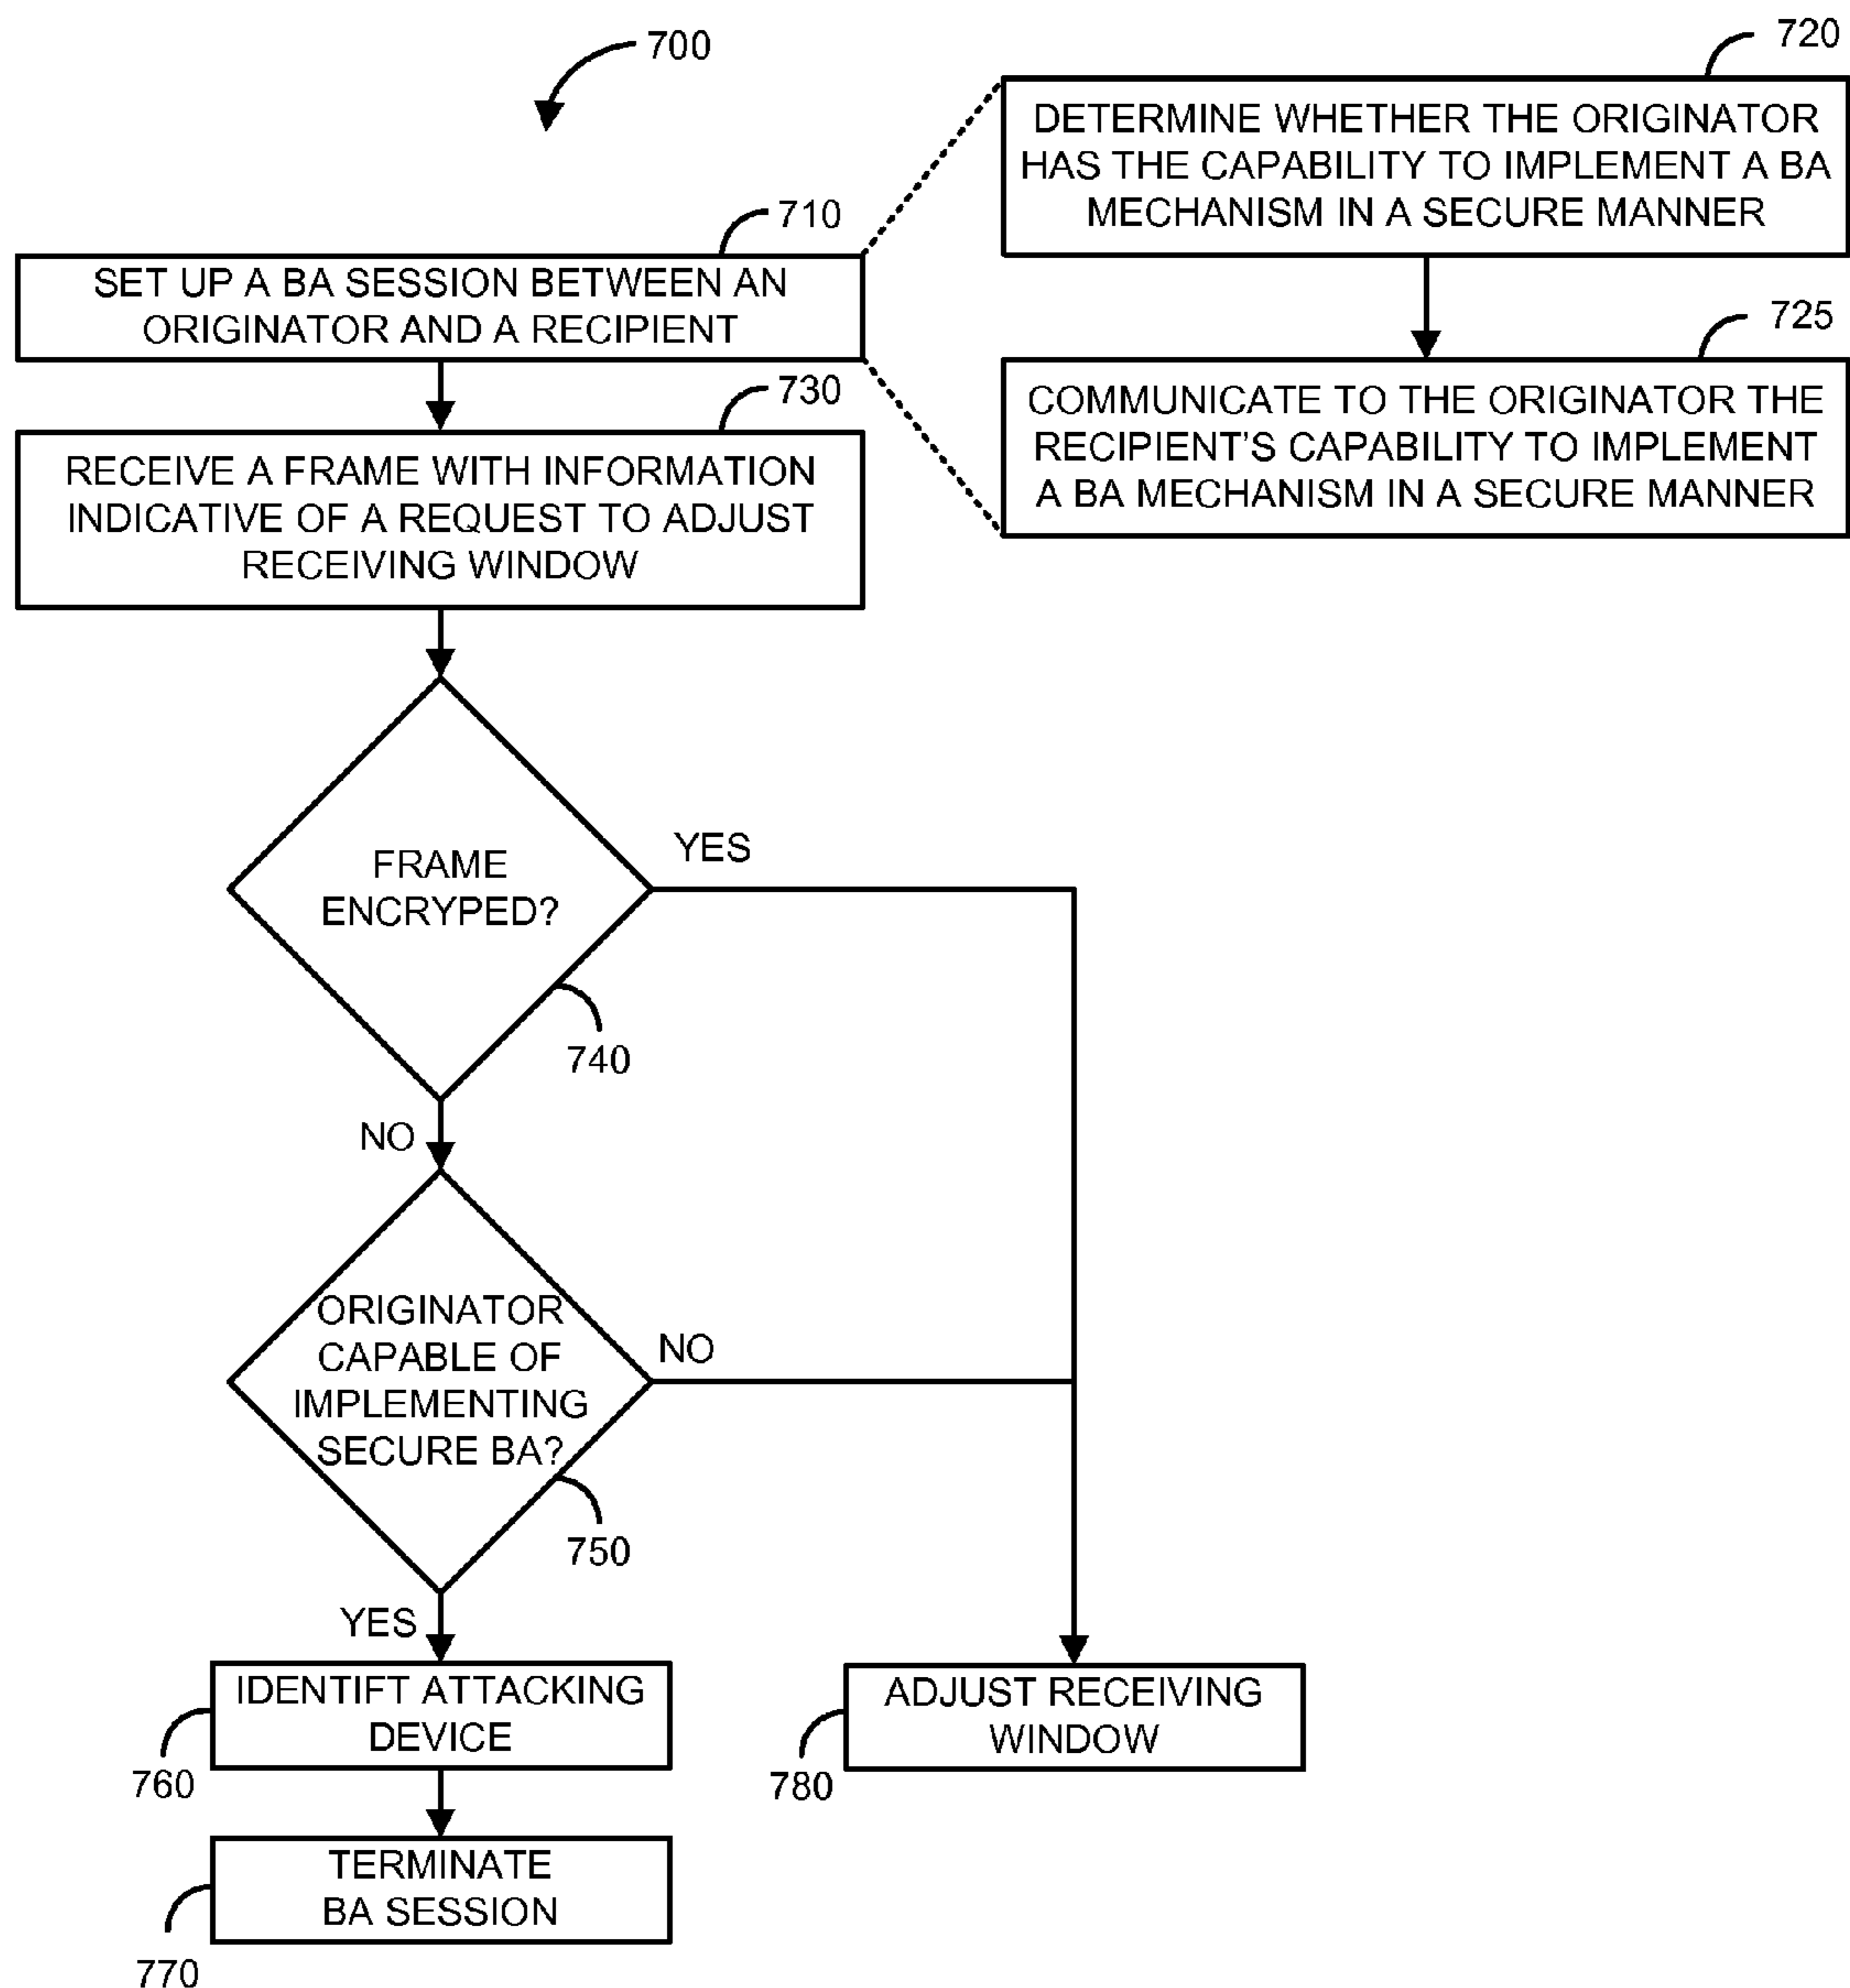 700
720
DETERMINE WHETHER THE ORIGINATOR
HAS THE CAPABILITY TO IMPLEMENT A BA
MECHANISM IN A SECURE MANNER
710
SET UP A BA SESSION BETWEEN AN
ORIGINATOR AND A RECIPIENT
725
COMMUNICATE TO THE ORIGINATOR THE
RECIPIENT'S CAPABILITY TO IMPLEMENT
A BA MECHANISM IN A SECURE MANNER
730
RECEIVE A FRAME WITH INFORMATION
INDICATIVE OF A REQUEST TO ADJUST
RECEIVING WINDOW
FRAME
ENCRYPED?
YES
740
NO
ORIGINATOR
CAPABLE OF
IMPLEMENTING
SECURE BA?
NO
750
YES
IDENTIFT ATTACKING
DEVICE
760
ADJUST RECEIVING
WINDOW
780
TERMINATE
BA SESSION
770